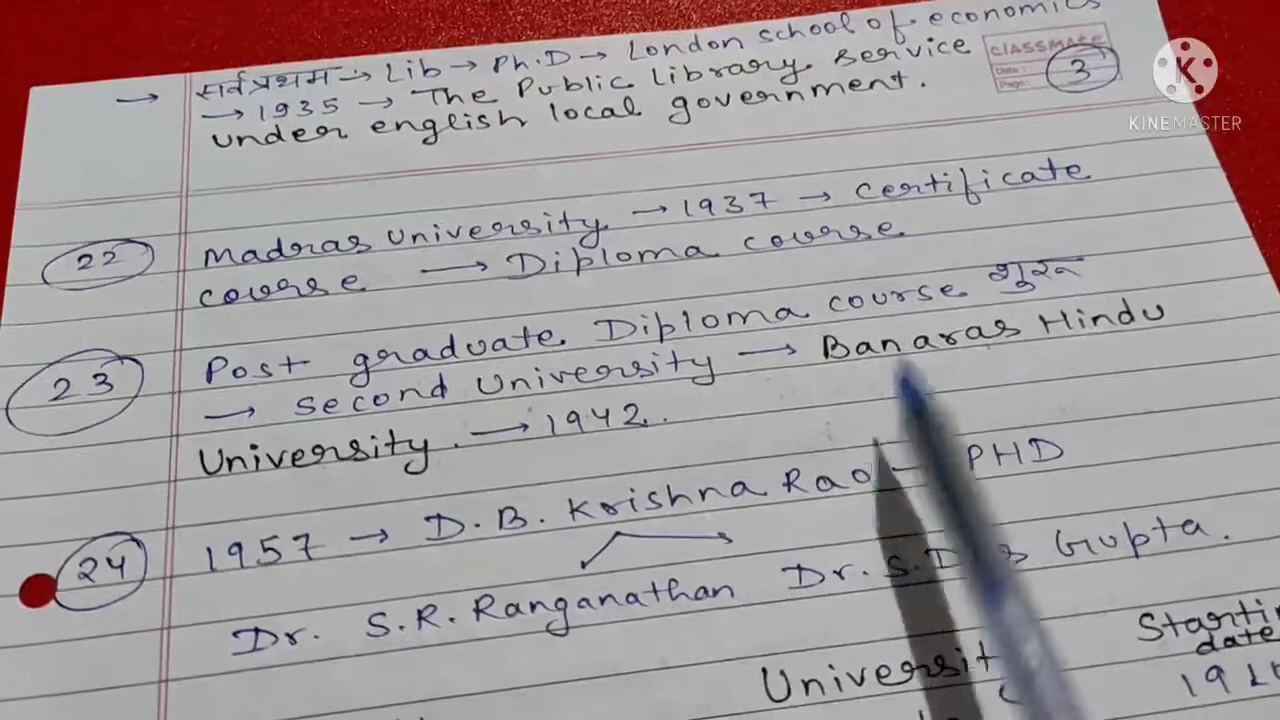 सर्वप्रथम → Lib → Ph.D → London school of economics
→ 1935 → The Public Library service
under english local government.
CLASSMATE
Date :
Page :
3
KINEMASTER
22 Madras University → 1937 → certificate
course → Diploma course
23 Post graduate Diploma course शुरू
→ second University → Banaras Hindu
University. → 1942.
24 1957 → D. B. Krishna Rao PHD
Dr. S. R. Ranganathan Dr. S. Gupta.
Starti
date
Universit